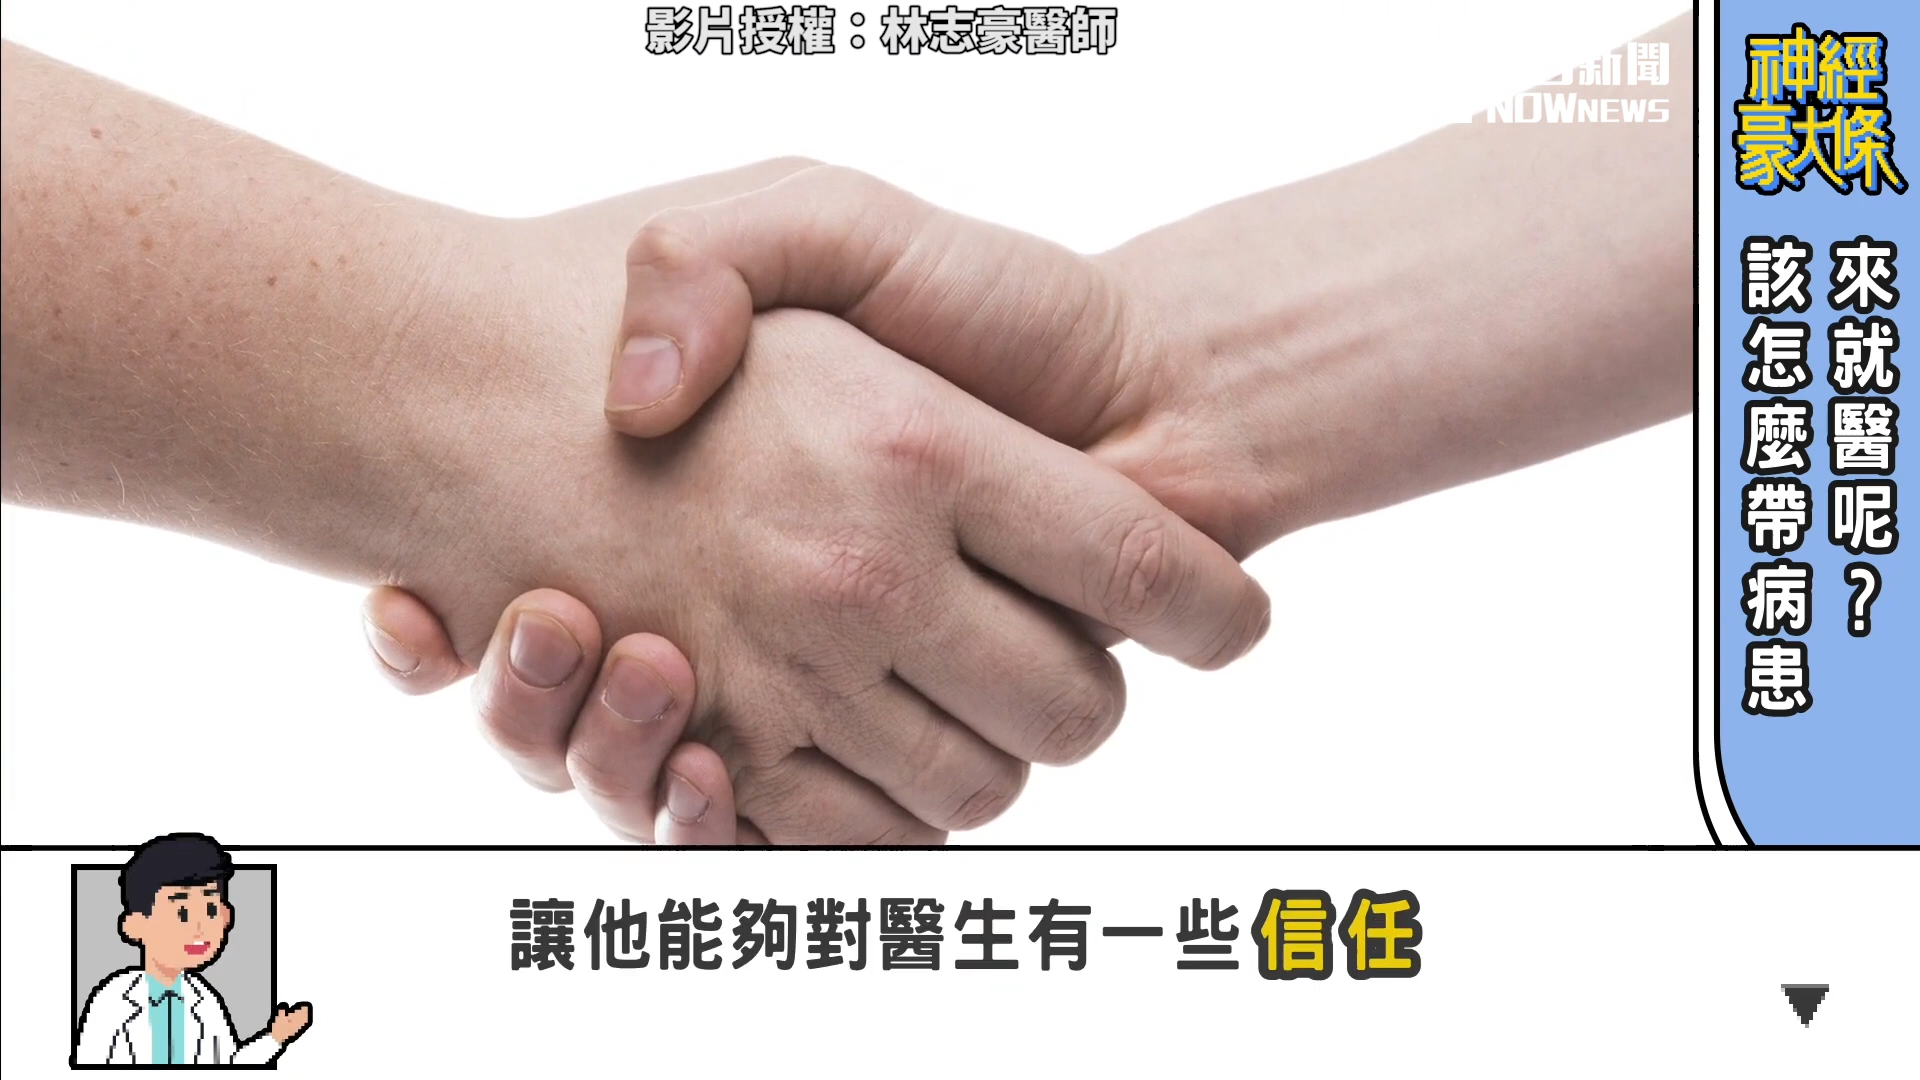 影片授權：林志豪醫師
新聞
NOWNEWS
神經
豪大條
該怎麼帶病患
來就醫呢？
讓他能夠對醫生有一些信任